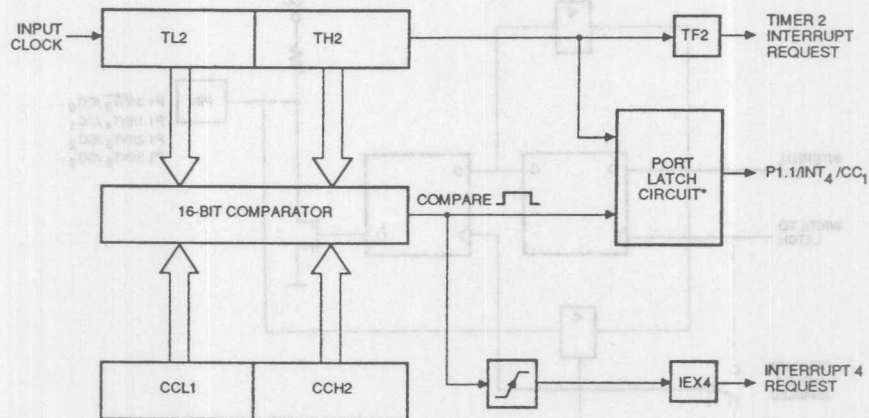 INPUT
CLOCK
TL2
TH2
TF2
TIMER 2
INTERRUPT
REQUEST
PORT
LATCH
CIRCUIT*
P1.1/INT4/CC1
16-BIT COMPARATOR
COMPARE
CCL1
CCH2
IEX4
INTERRUPT 4
REQUEST